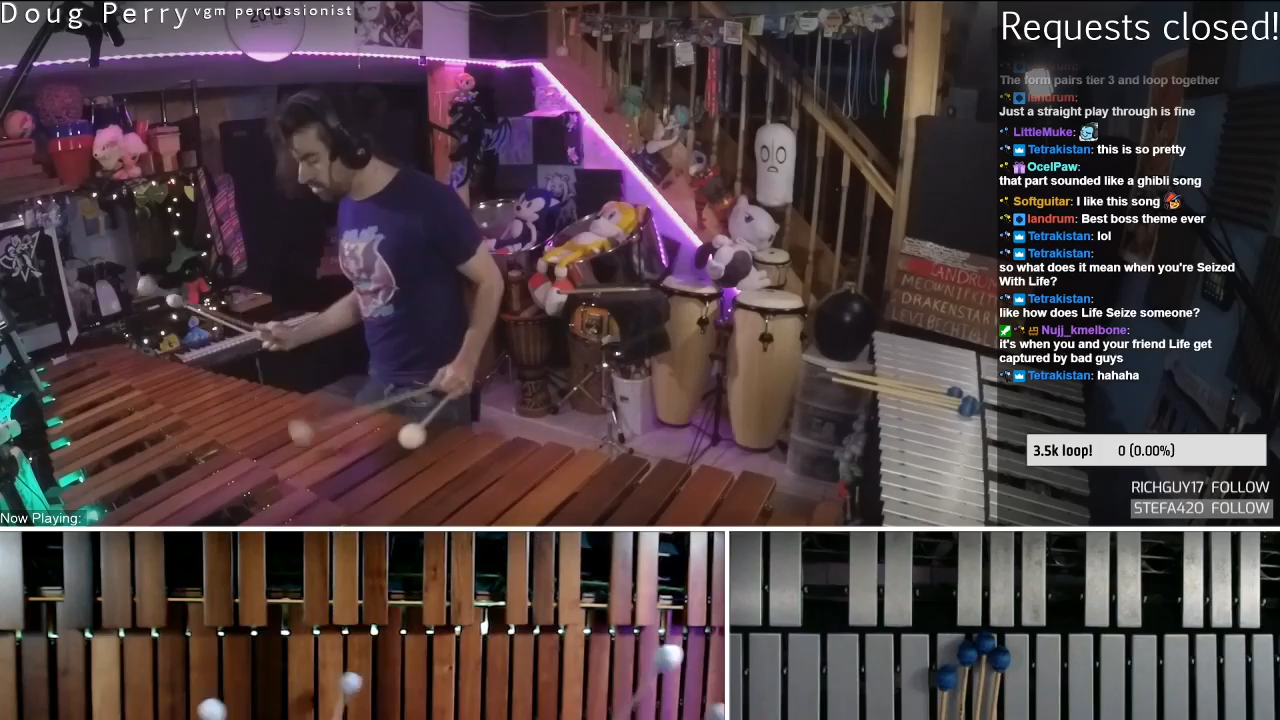 Doug Perry vgm percussionist
Requests closed!
The form pairs tier 3 and loop together
landrum:
Just a straight play through is fine
LittleMuke:
Tetrakistan: this is so pretty
OcelPaw:
that part sounded like a ghibli song
Softguitar: I like this song
landrum: Best boss theme ever
Tetrakistan: lol
Tetrakistan:
so what does it mean when you're Seized
With Life?
Tetrakistan:
like how does Life Seize someone?
Nujj_kmelbone:
it's when you and your friend Life get
captured by bad guys
Tetrakistan: hahaha
LANDRUM
DRAKENSTAR
3.5k loop! 0 (0.00%)
RICHGUY17 FOLLOW
STEFA420 FOLLOW
Now Playing: